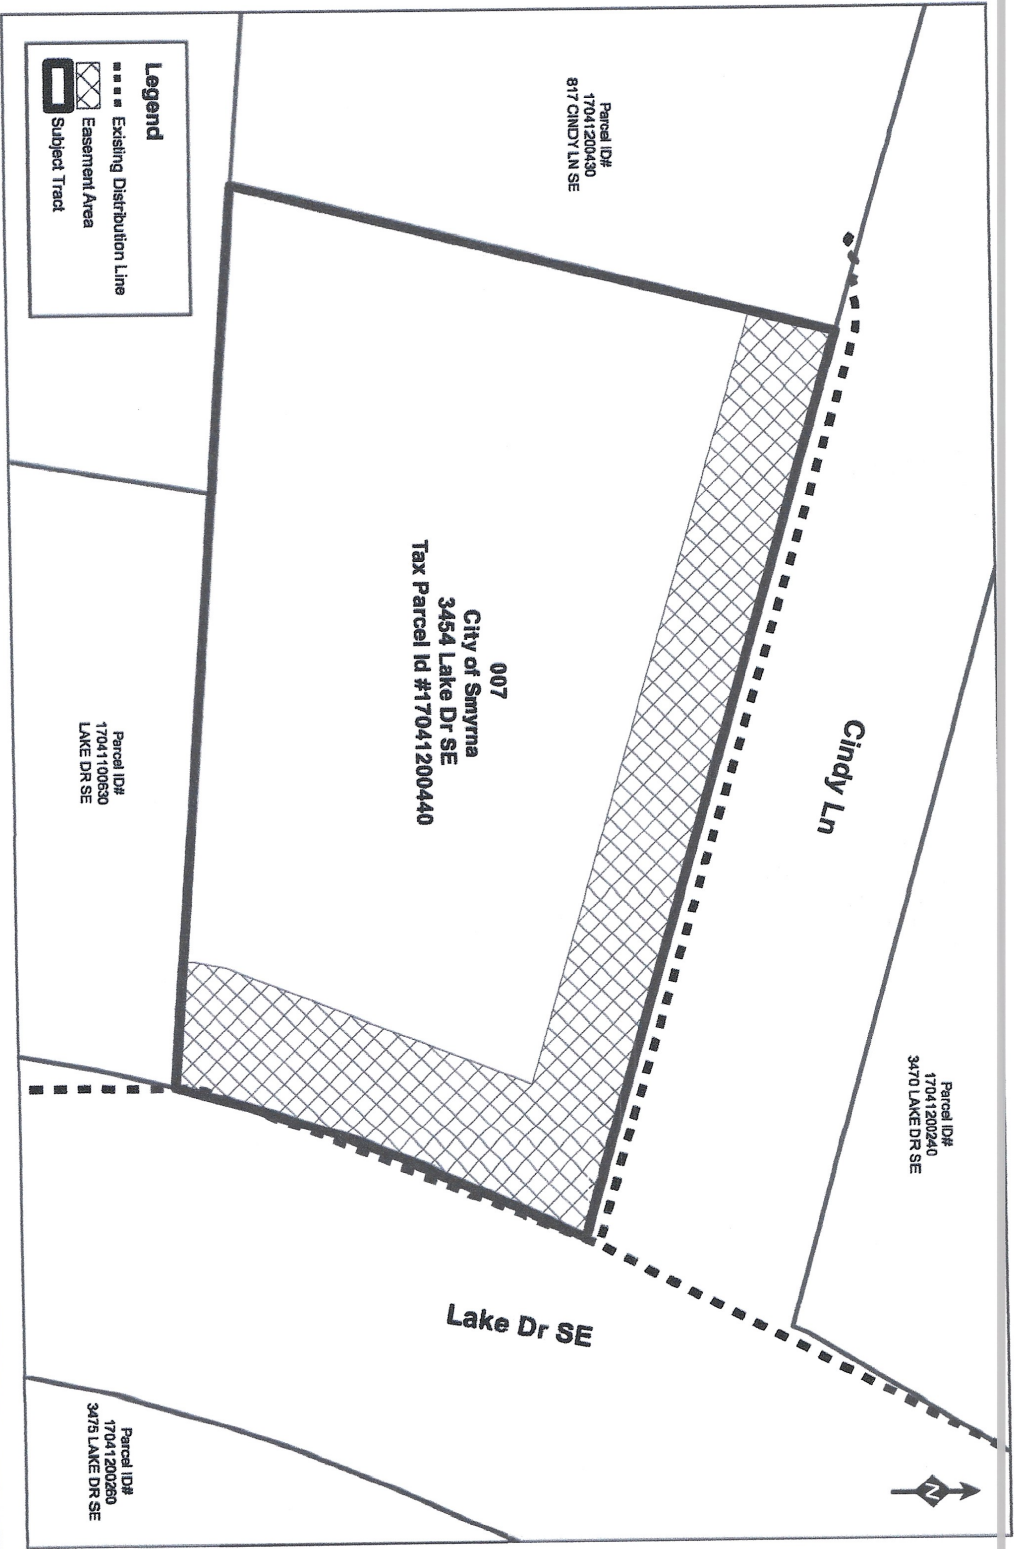 Parcel ID#
17041200240
3470 LAKE DR SE
Parcel ID#
17041200430
817 CINDY LN SE
Cindy Ln
007
City of Smyrna
3454 Lake Dr SE
Tax Parcel Id #17041200440
Lake Dr SE
Parcel ID#
17041100630
LAKE DR SE
Parcel ID#
17041200260
3475 LAKE DR SE
Legend
Existing Distribution Line
Easement Area
Subject Tract
N